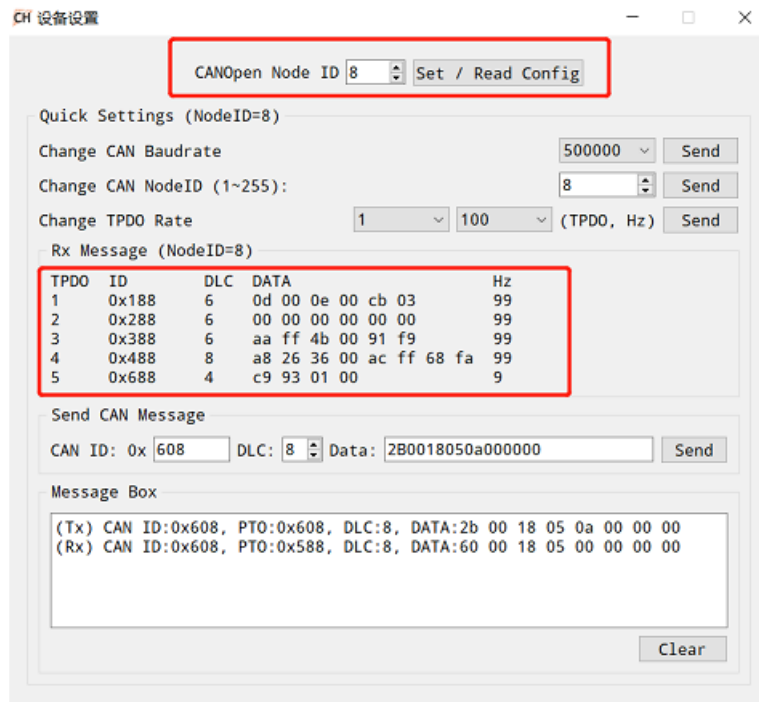 CH 设备设置
CANOpen Node ID 8 Set / Read Config
Quick Settings (NodeID=8)
Change CAN Baudrate 500000 Send
Change CAN NodeID (1~255): 8 Send
Change TPDO Rate 1 100 (TPDO, Hz) Send
Rx Message (NodeID=8)
TPDO ID DLC DATA Hz
1 0x188 6 0d 00 0e 00 cb 03 99
2 0x288 6 00 00 00 00 00 00 99
3 0x388 6 aa ff 4b 00 91 f9 99
4 0x488 8 a8 26 36 00 ac ff 68 fa 99
5 0x688 4 c9 93 01 00 9
Send CAN Message
CAN ID: 0x 608 DLC: 8 Data: 2B0018050a000000 Send
Message Box
(Tx) CAN ID:0x608, PTO:0x608, DLC:8, DATA:2b 00 18 05 0a 00 00 00
(Rx) CAN ID:0x608, PTO:0x588, DLC:8, DATA:60 00 18 05 00 00 00 00
Clear